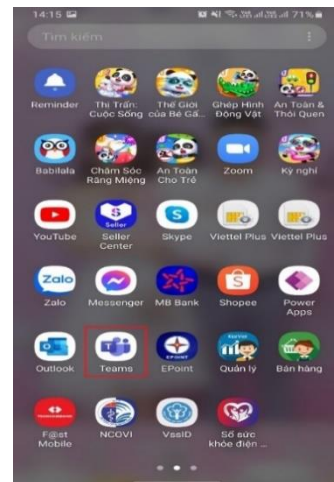 14:15
71%
Tìm kiếm
Reminder
Thị Trấn: Cuộc Sống
Thế Giới của Bé Gấ...
Ghép Hình Động Vật
An Toàn & Thói Quen
Babilala
Chăm Sóc Răng Miệng
An Toàn Cho Trẻ
Zoom
Kỳ nghỉ
YouTube
Seller Center
Skype
Viettel Plus
Viettel Plus
Zalo
Messenger
MB Bank
Shopee
Power Apps
Outlook
Teams
EPoint
Quản lý
Bán hàng
F@st Mobile
NCOVI
VssID
Sổ sức khỏe điện ...